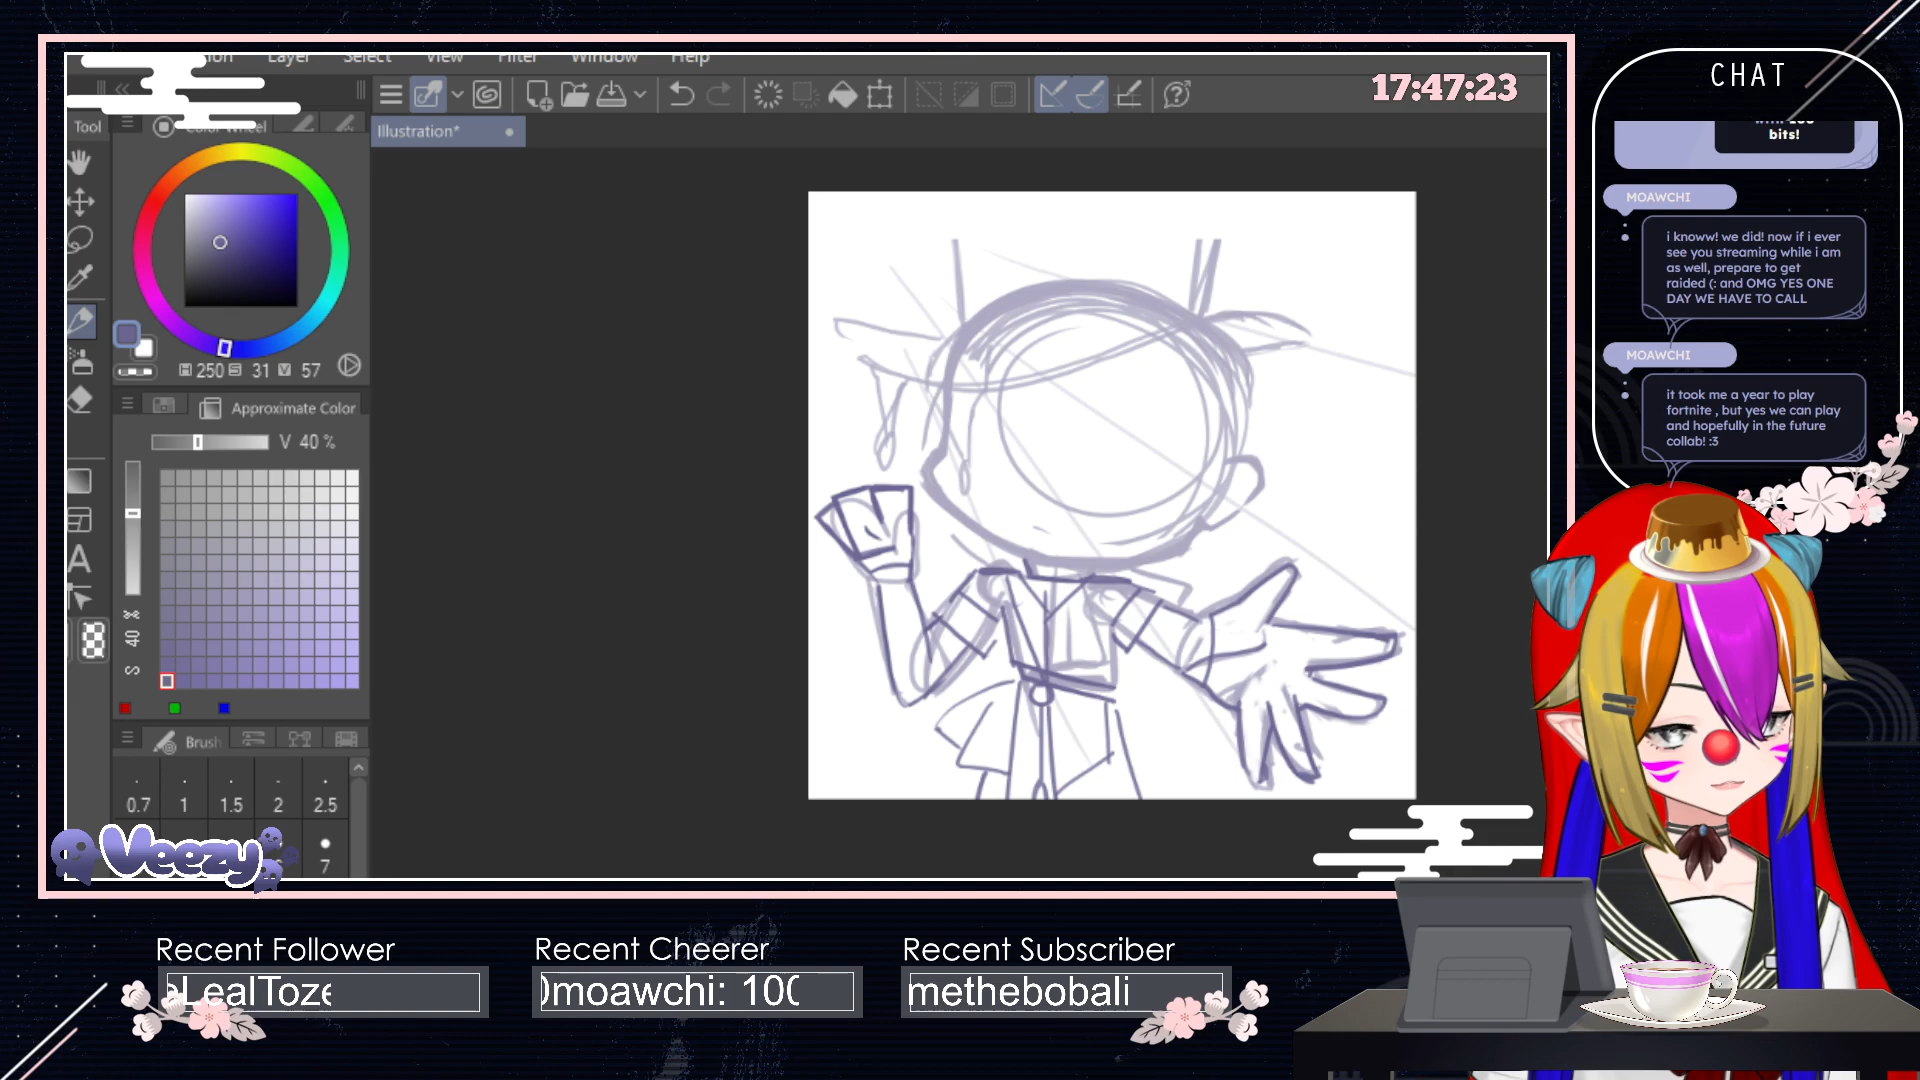 Layer Select View Filter Window Help
17:47:23
CHAT
Tool
Color Wheel
Illustration*
bits!
MOAWCHI
i knoww! we did! now if i ever
see you streaming while i am
as well, prepare to get
raided (: and OMG YES ONE
DAY WE HAVE TO CALL
MOAWCHI
it took me a year to play
fortnite , but yes we can play
and hopefully in the future
collab! :3
H 250 S 31 V 57
Approximate Color
V 40 %
40
S
A
Brush
0.7 1 1.5 2 2.5
7
Veezy
Recent Follower
LealToze
Recent Cheerer
moawchi: 100
Recent Subscriber
methebobali